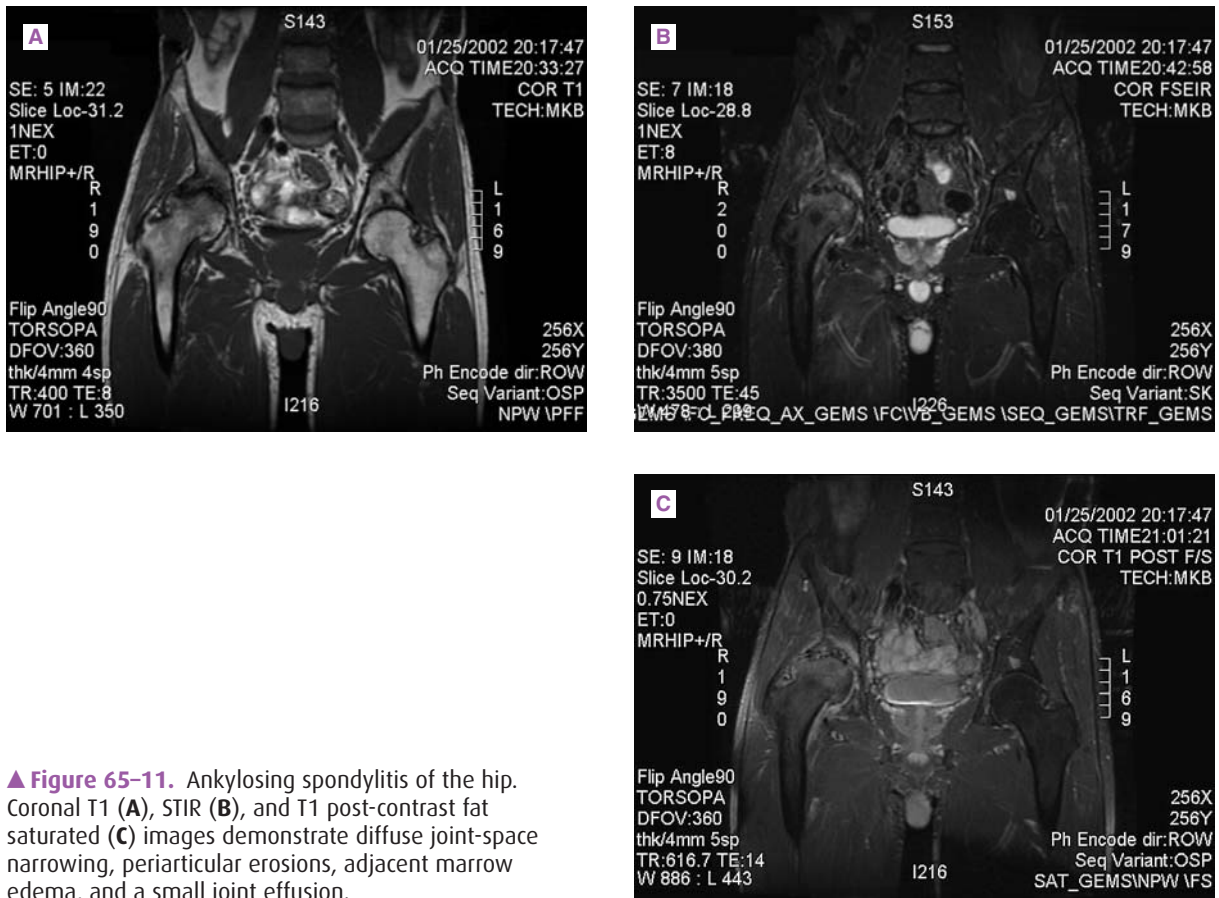 A
S143
01/25/2002 20:17:47
ACQ TIME20:33:27
COR T1
TECH:MKB
SE: 5 IM:22
Slice Loc-31.2
1NEX
ET:0
MRHIP+/R
R
1
9
0
L
1
6
9
Flip Angle90
TORSOPA
DFOV:360
thk/4mm 4sp
TR:400 TE:8
W 701 : L 350
I216
256X
256Y
Ph Encode dir:ROW
Seq Variant:OSP
NPW \PFF
B
S153
01/25/2002 20:17:47
ACQ TIME20:42:58
COR FSEIR
TECH:MKB
SE: 7 IM:18
Slice Loc-28.8
1NEX
ET:8
MRHIP+/R
R
2
0
0
L
1
7
9
Flip Angle90
TORSOPA
DFOV:380
thk/4mm 5sp
TR:3500 TE:45
I226
256X
256Y
Ph Encode dir:ROW
Seq Variant:SK
\SEQ_GEMS\TRF_GEMS
C
S143
01/25/2002 20:17:47
ACQ TIME21:01:21
COR T1 POST F/S
TECH:MKB
SE: 9 IM:18
Slice Loc-30.2
0.75NEX
ET:0
MRHIP+/R
R
1
9
0
L
1
6
9
Flip Angle90
TORSOPA
DFOV:360
thk/4mm 5sp
TR:616.7 TE:14
W 886 : L 443
I216
256X
256Y
Ph Encode dir:ROW
Seq Variant:OSP
SAT_GEMS\NPW \FS
▲ Figure 65–11. Ankylosing spondylitis of the hip.
Coronal T1 (A), STIR (B), and T1 post-contrast fat
saturated (C) images demonstrate diffuse joint-space
narrowing, periarticular erosions, adjacent marrow
edema, and a small joint effusion.